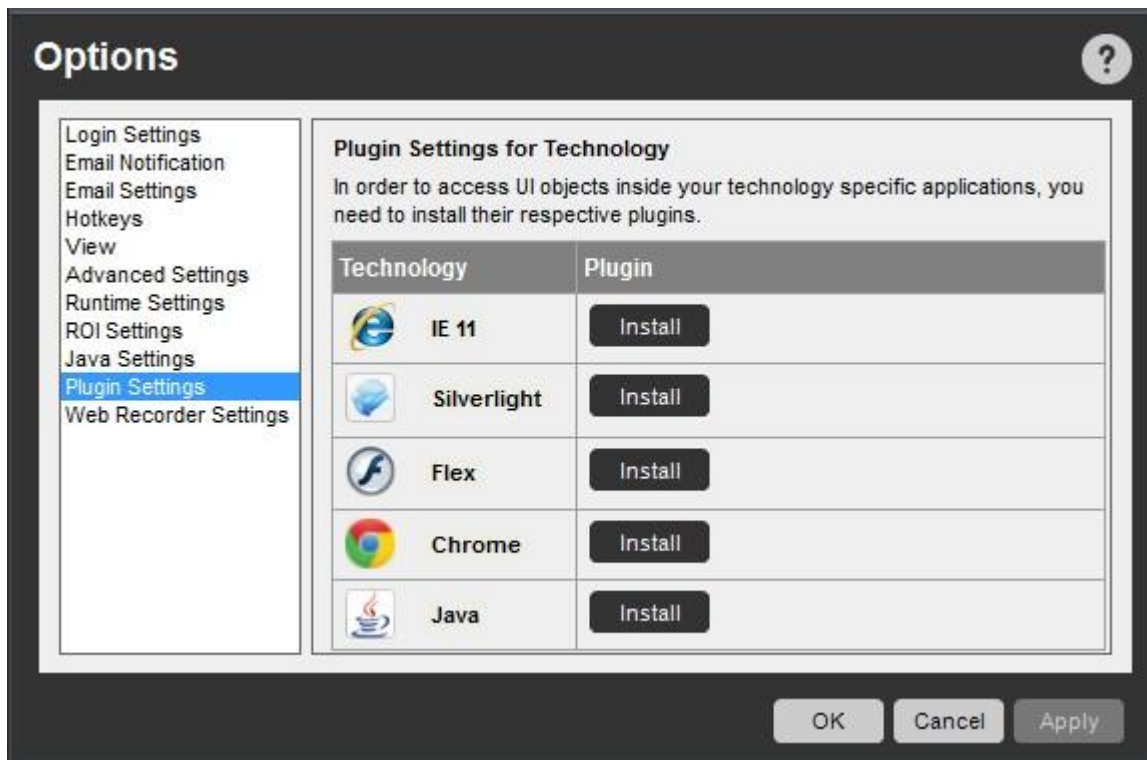 Options
?
Login Settings
Email Notification
Email Settings
Hotkeys
View
Advanced Settings
Runtime Settings
ROI Settings
Java Settings
Plugin Settings
Web Recorder Settings
Plugin Settings for Technology
In order to access UI objects inside your technology specific applications, you
need to install their respective plugins.
Technology Plugin
IE 11 Install
Silverlight Install
Flex Install
Chrome Install
Java Install
OK Cancel Apply